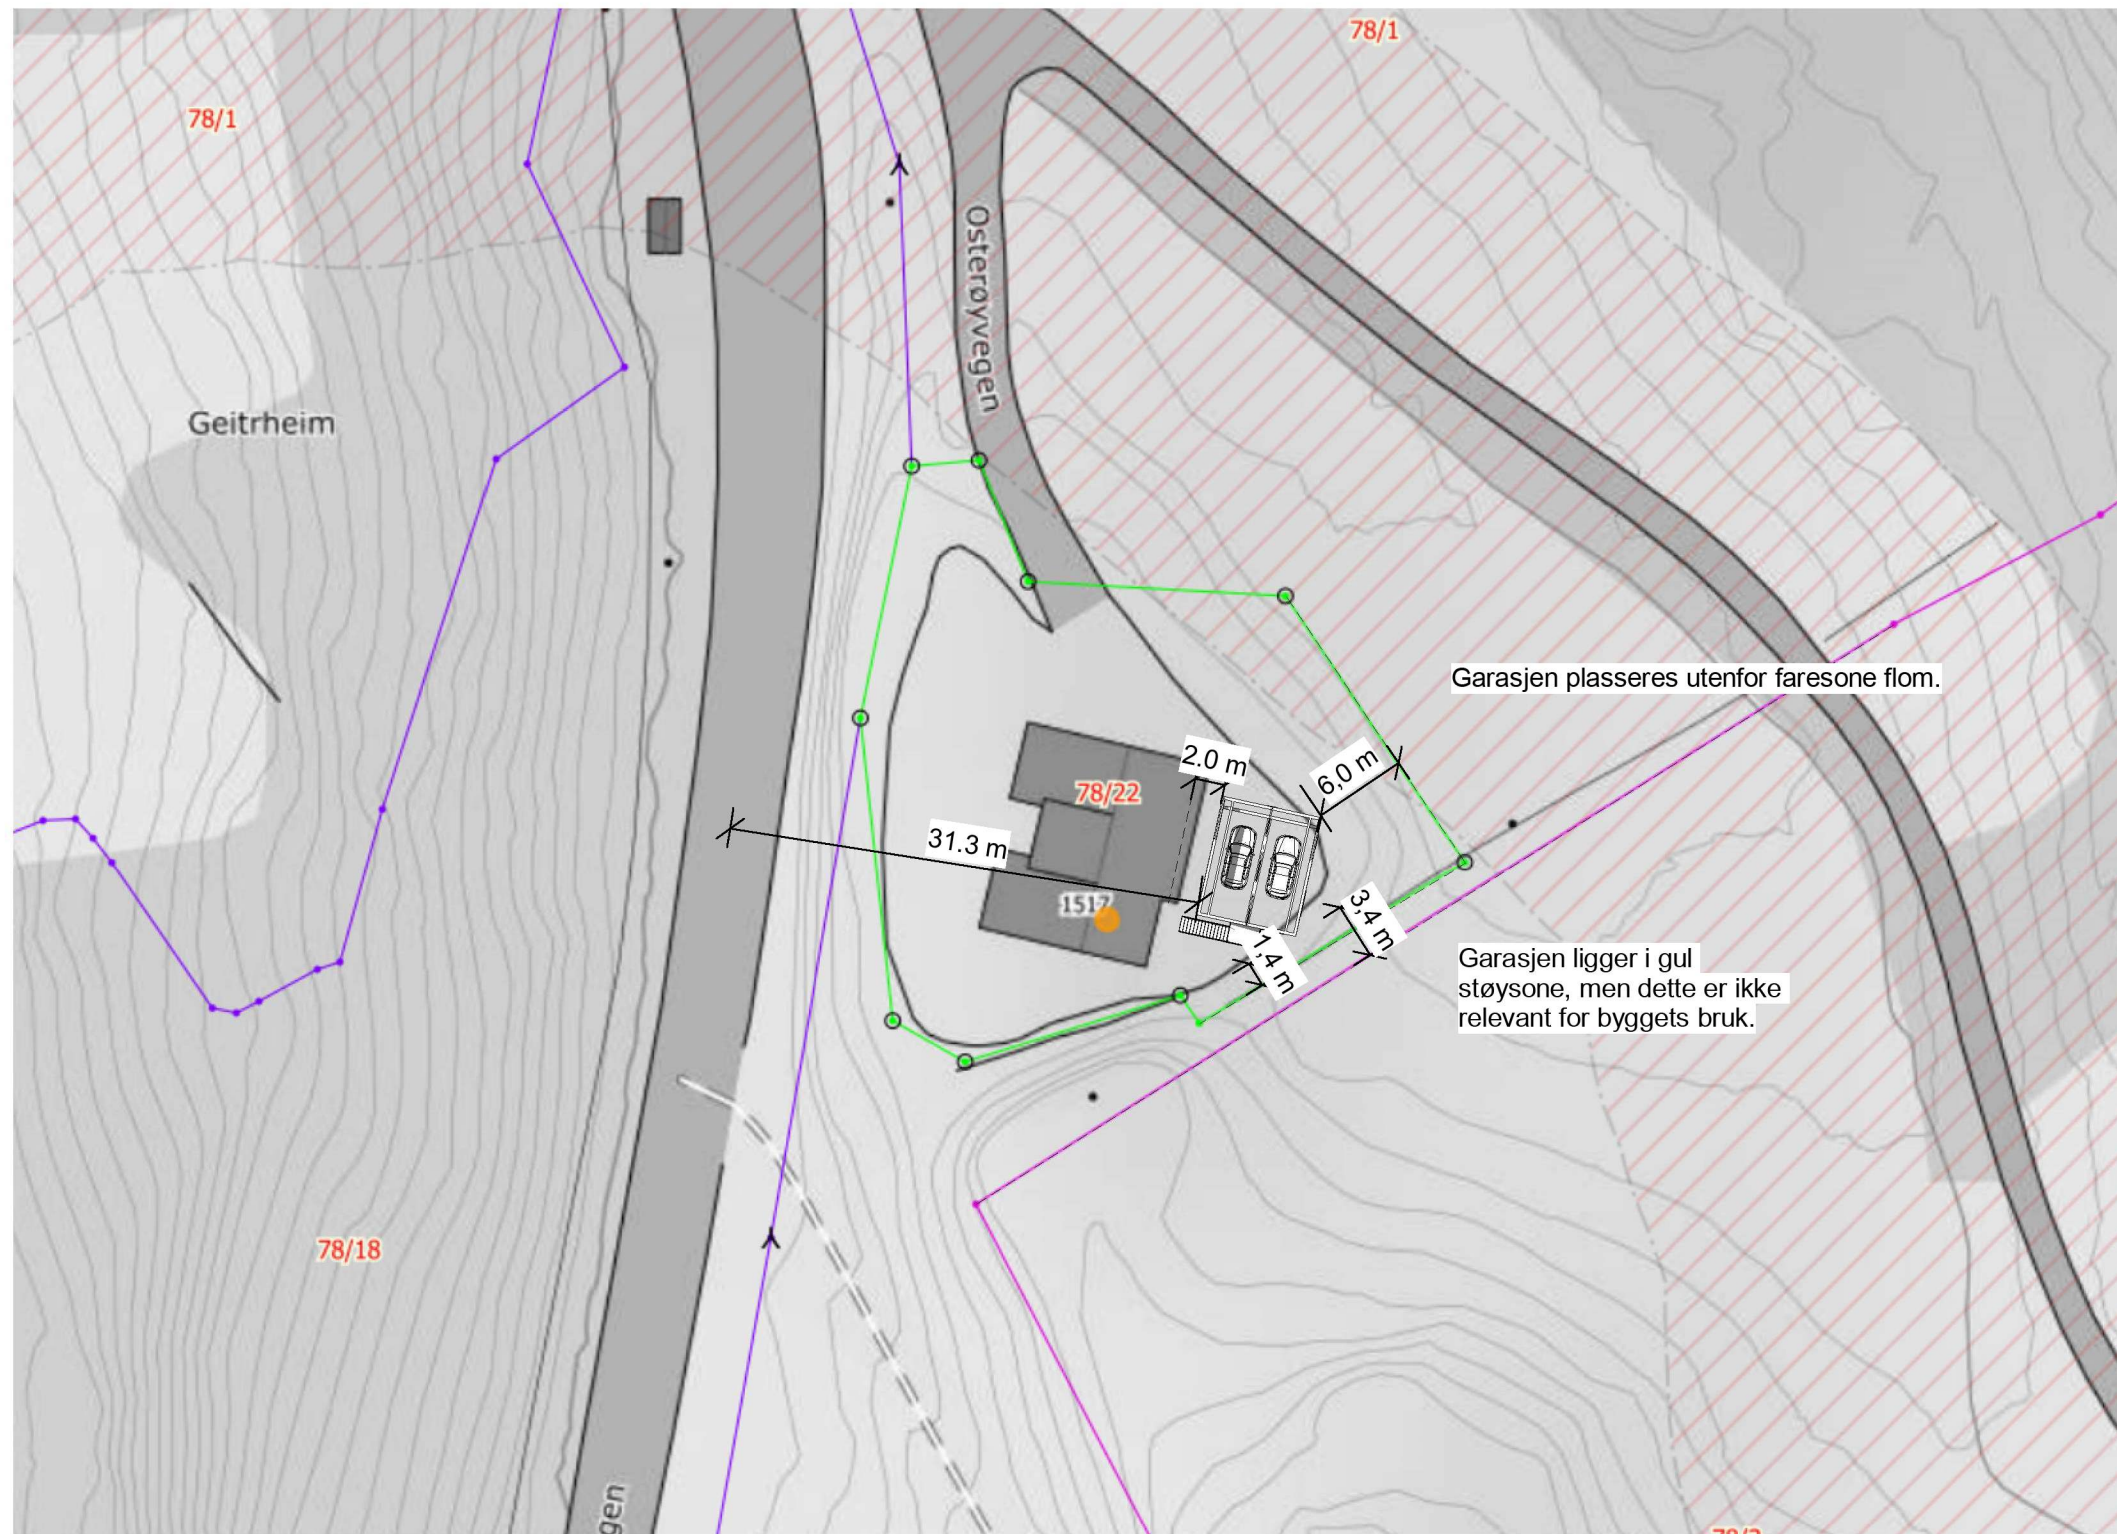 78/1
78/1
Osterøyvegen
Geitrheim
Garasjen plasseres utenfor faresone flom.
2.0 m
6,0 m
78/22
31.3 m
1517
3,4 m
1,4 m
Garasjen ligger i gul
støysone, men dette er ikke
relevant for byggets bruk.
78/18
gen